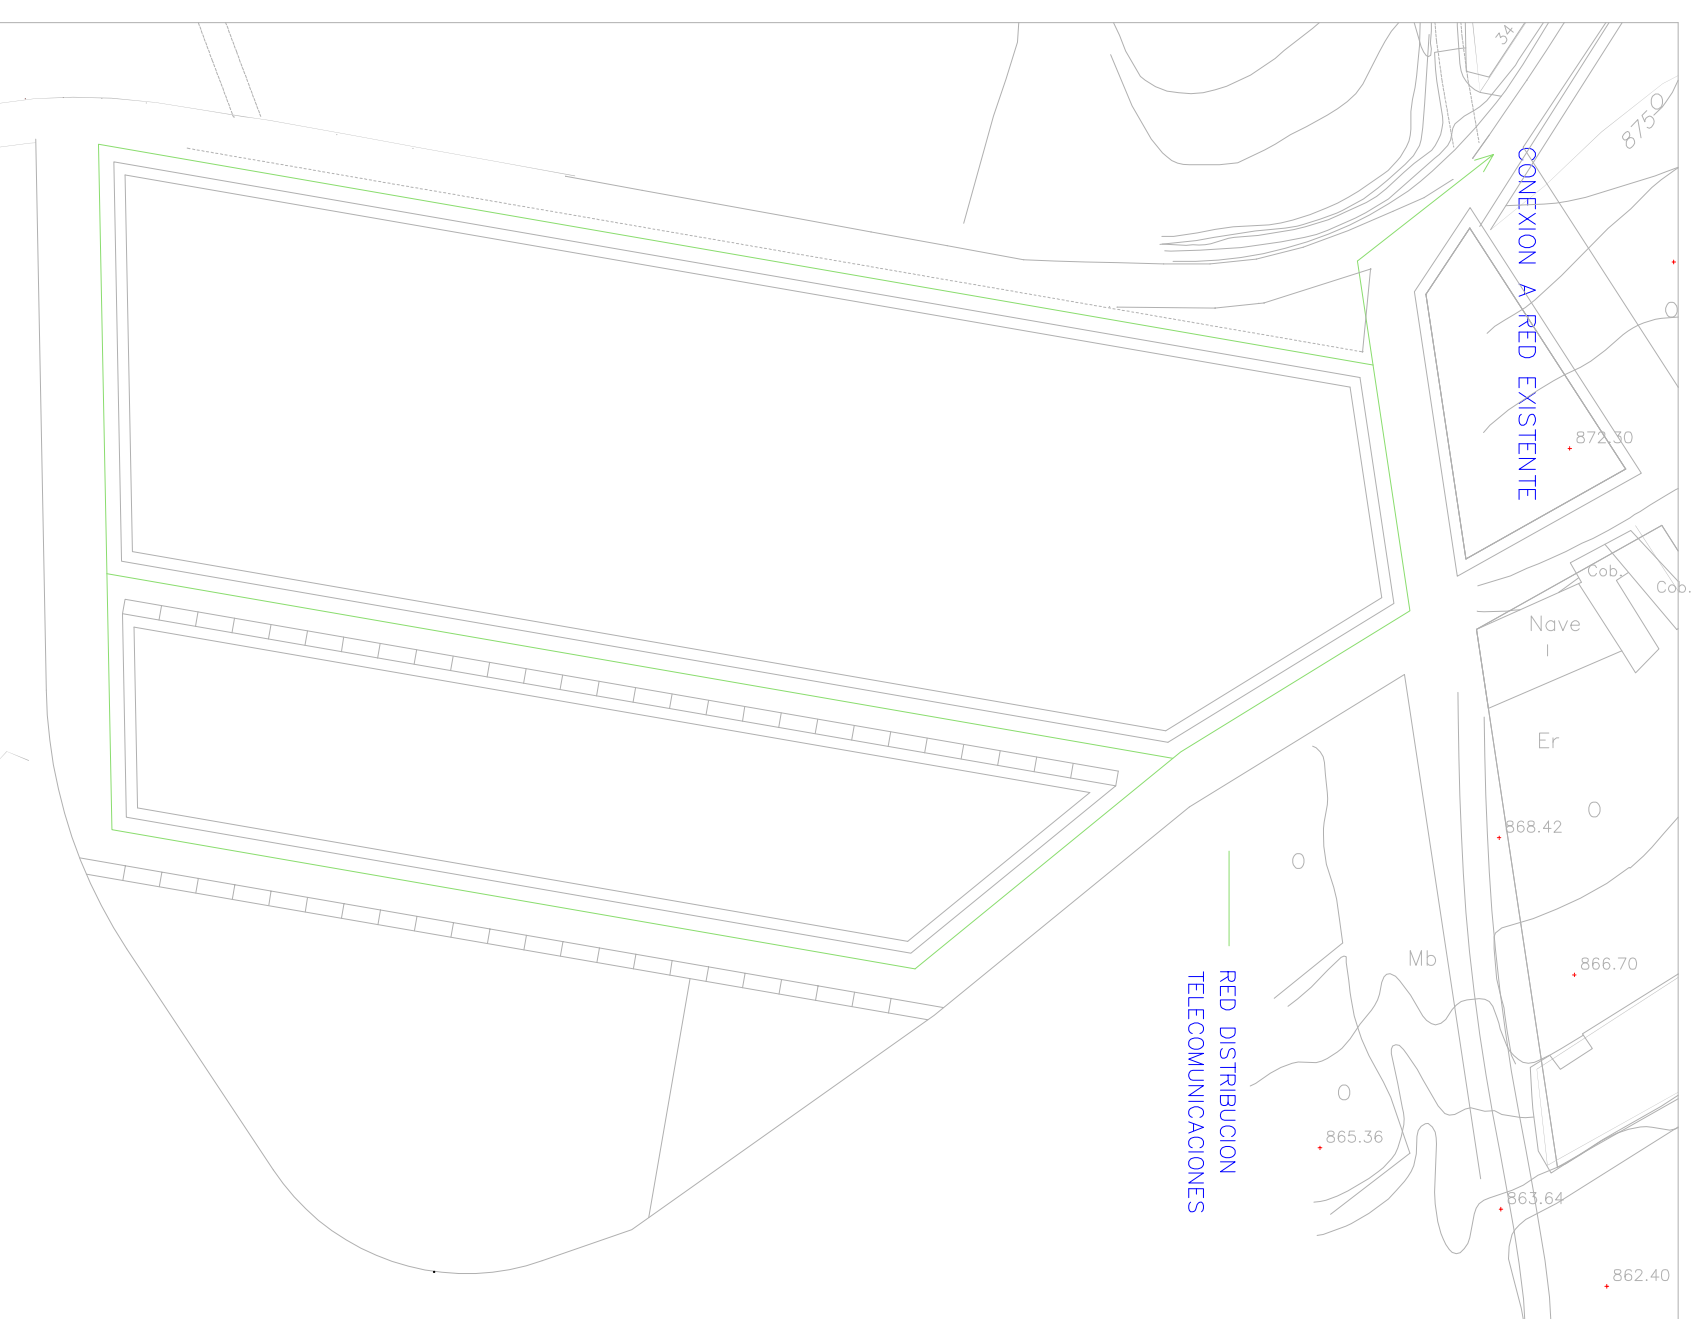 34
875
CONEXION A RED EXISTENTE
872.30
Cob.
Cob.
Nave
I
Er
868.42
Mb
866.70
RED DISTRIBUCION
TELECOMUNICACIONES
865.36
863.64
862.40